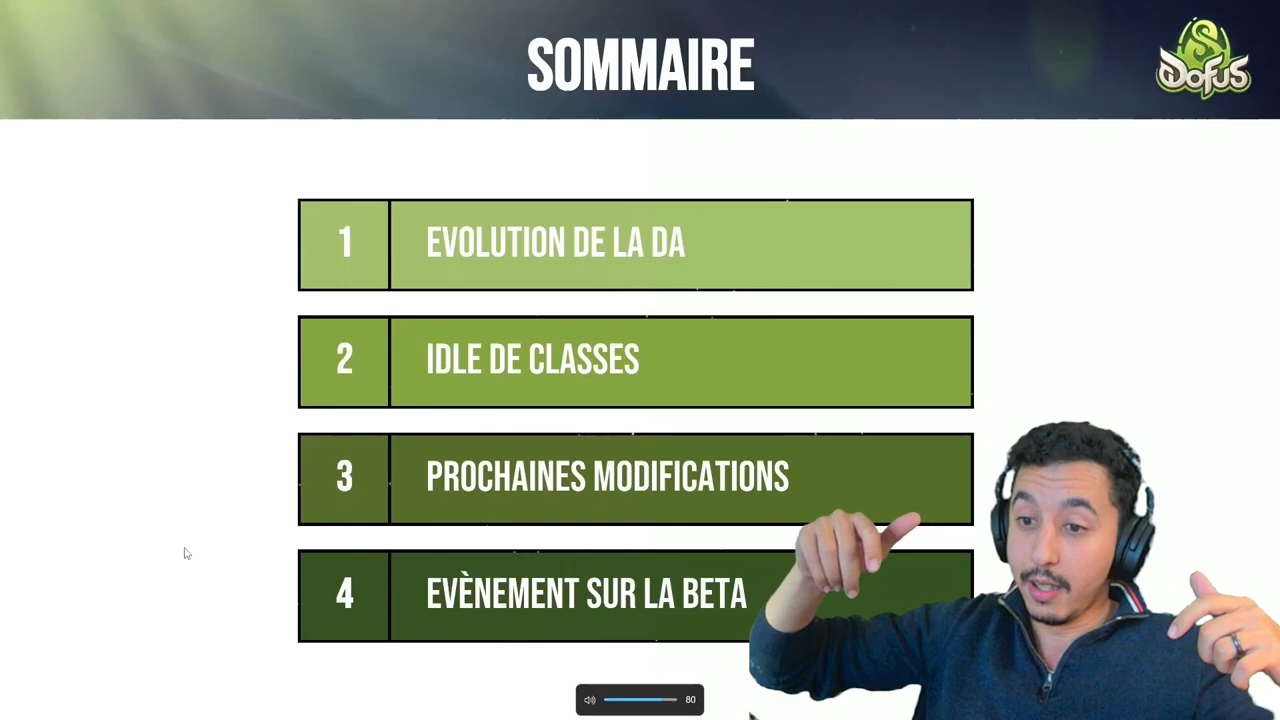 SOMMAIRE
DOFUS
1 EVOLUTION DE LA DA
2 IDLE DE CLASSES
3 PROCHAINES MODIFICATIONS
4 EVÈNEMENT SUR LA BETA
80